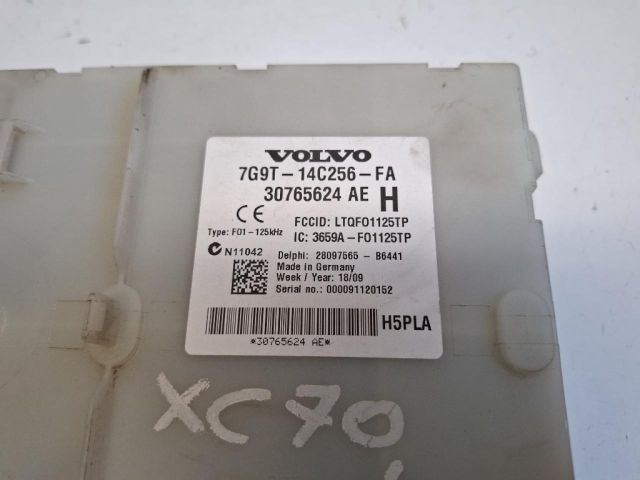 VOLVO
7G9T-14C256-FA
30765624 AE H
CE FCCID: LTQFO1125TP
Type: F01-125kHz IC: 3659A-FO1125TP
N11042 Delphi: 28097565 - B6441
Made in Germany
Week / Year: 18/09
Serial no.: 000091120152
H5PLA
*30765624 AE*
XC70